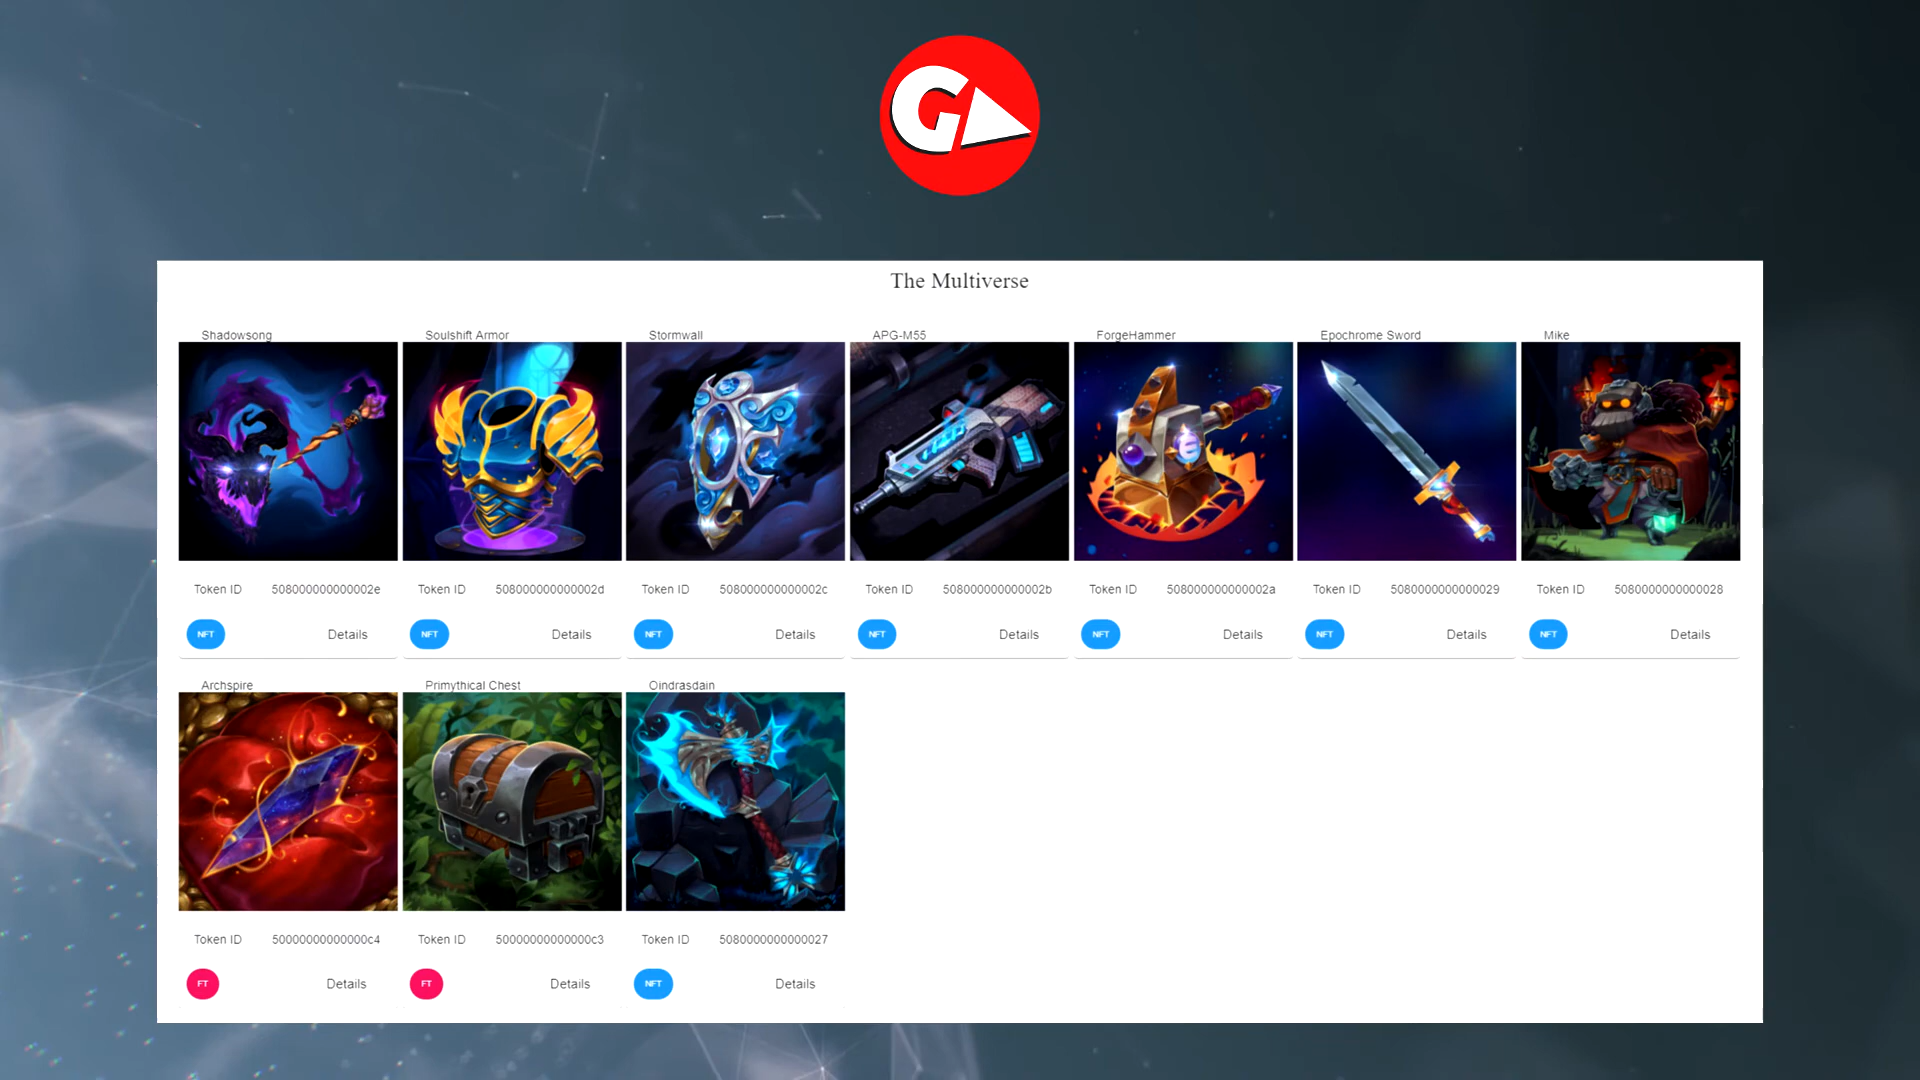 G
The Multiverse
Shadowsong Soulshift Armor Stormwall APG-M55 ForgeHammer Epochrome Sword Mike
Token ID 508000000000002e Token ID 508000000000002d Token ID 508000000000002c Token ID 508000000000002b Token ID 508000000000002a Token ID 5080000000000029 Token ID 5080000000000028
NFT Details NFT Details NFT Details NFT Details NFT Details NFT Details NFT Details
Archspire Primythical Chest Oindrasdain
Token ID 50000000000000c4 Token ID 50000000000000c3 Token ID 5080000000000027
FT Details FT Details NFT Details